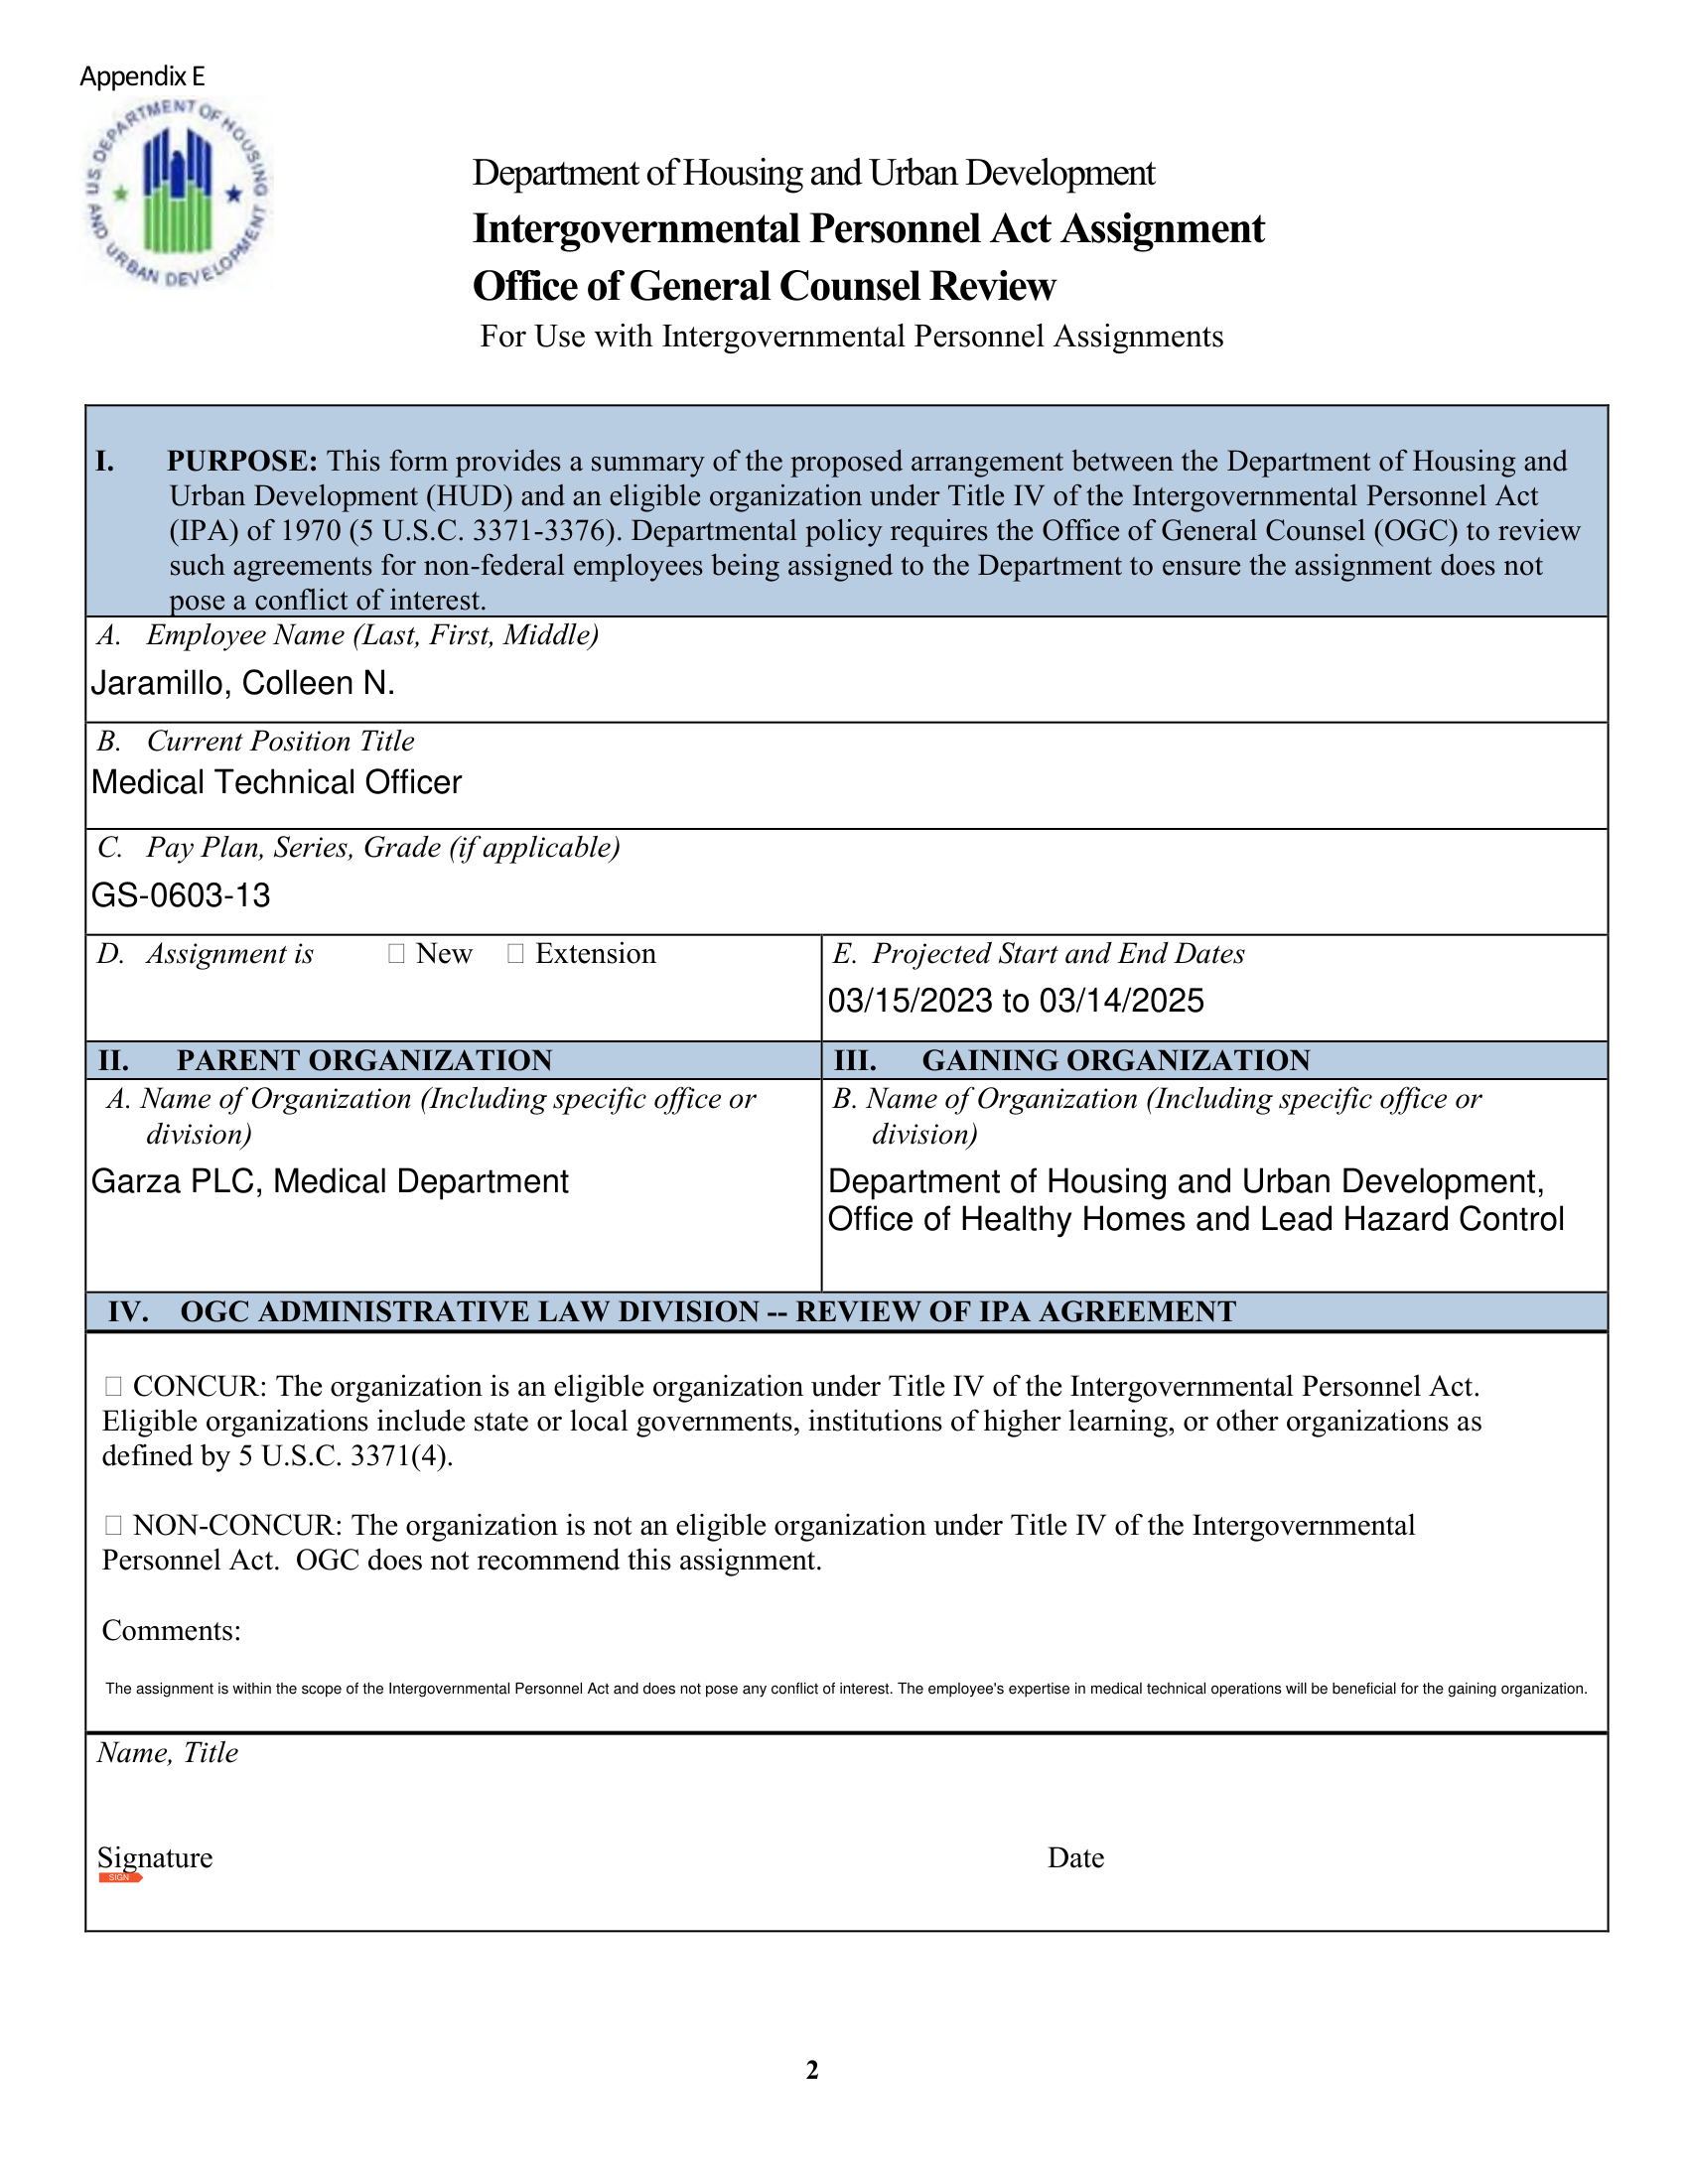 Appendix E
US DEPARTMENT OF HOUSING AND URBAN DEVELOPMENT
Department of Housing and Urban Development
Intergovernmental Personnel Act Assignment
Office of General Counsel Review
For Use with Intergovernmental Personnel Assignments
I. PURPOSE: This form provides a summary of the proposed arrangement between the Department of Housing and
Urban Development (HUD) and an eligible organization under Title IV of the Intergovernmental Personnel Act
(IPA) of 1970 (5 U.S.C. 3371-3376). Departmental policy requires the Office of General Counsel (OGC) to review
such agreements for non-federal employees being assigned to the Department to ensure the assignment does not
pose a conflict of interest.
A. Employee Name (Last, First, Middle)
Jaramillo, Colleen N.
B. Current Position Title
Medical Technical Officer
C. Pay Plan, Series, Grade (if applicable)
GS-0603-13
D. Assignment is ☐ New ☐ Extension
E. Projected Start and End Dates
03/15/2023 to 03/14/2025
II. PARENT ORGANIZATION
A. Name of Organization (Including specific office or
division)
Garza PLC, Medical Department
III. GAINING ORGANIZATION
B. Name of Organization (Including specific office or
division)
Department of Housing and Urban Development,
Office of Healthy Homes and Lead Hazard Control
IV. OGC ADMINISTRATIVE LAW DIVISION -- REVIEW OF IPA AGREEMENT
☐ CONCUR: The organization is an eligible organization under Title IV of the Intergovernmental Personnel Act.
Eligible organizations include state or local governments, institutions of higher learning, or other organizations as
defined by 5 U.S.C. 3371(4).
☐ NON-CONCUR: The organization is not an eligible organization under Title IV of the Intergovernmental
Personnel Act. OGC does not recommend this assignment.
Comments:
The assignment is within the scope of the Intergovernmental Personnel Act and does not pose any conflict of interest. The employee's expertise in medical technical operations will be beneficial for the gaining organization.
Name, Title
Signature Date
SIGN
2